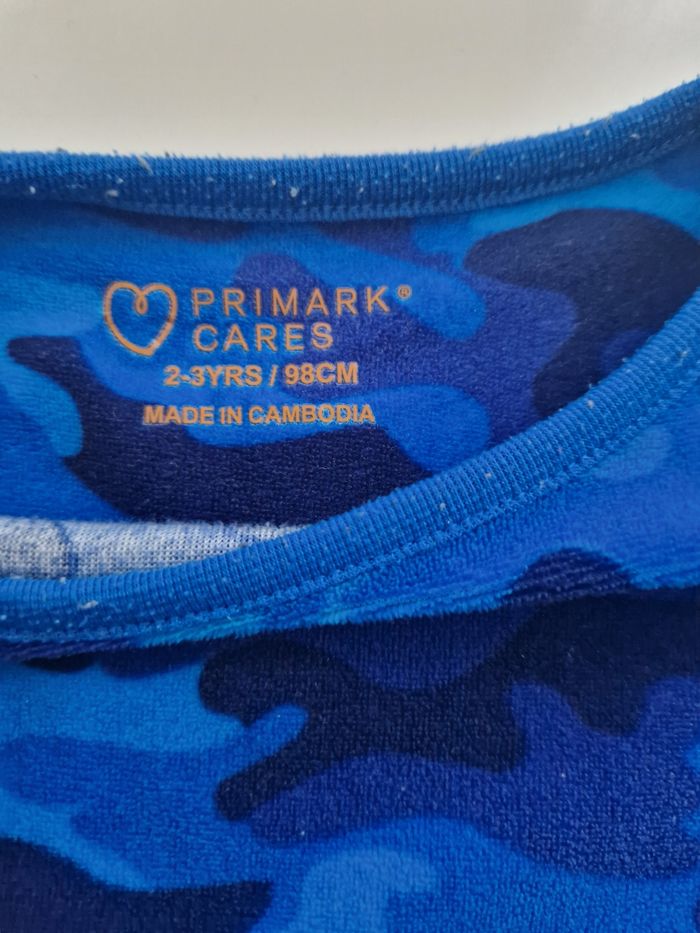 PRIMARK®
CARES
2-3YRS / 98CM
MADE IN CAMBODIA